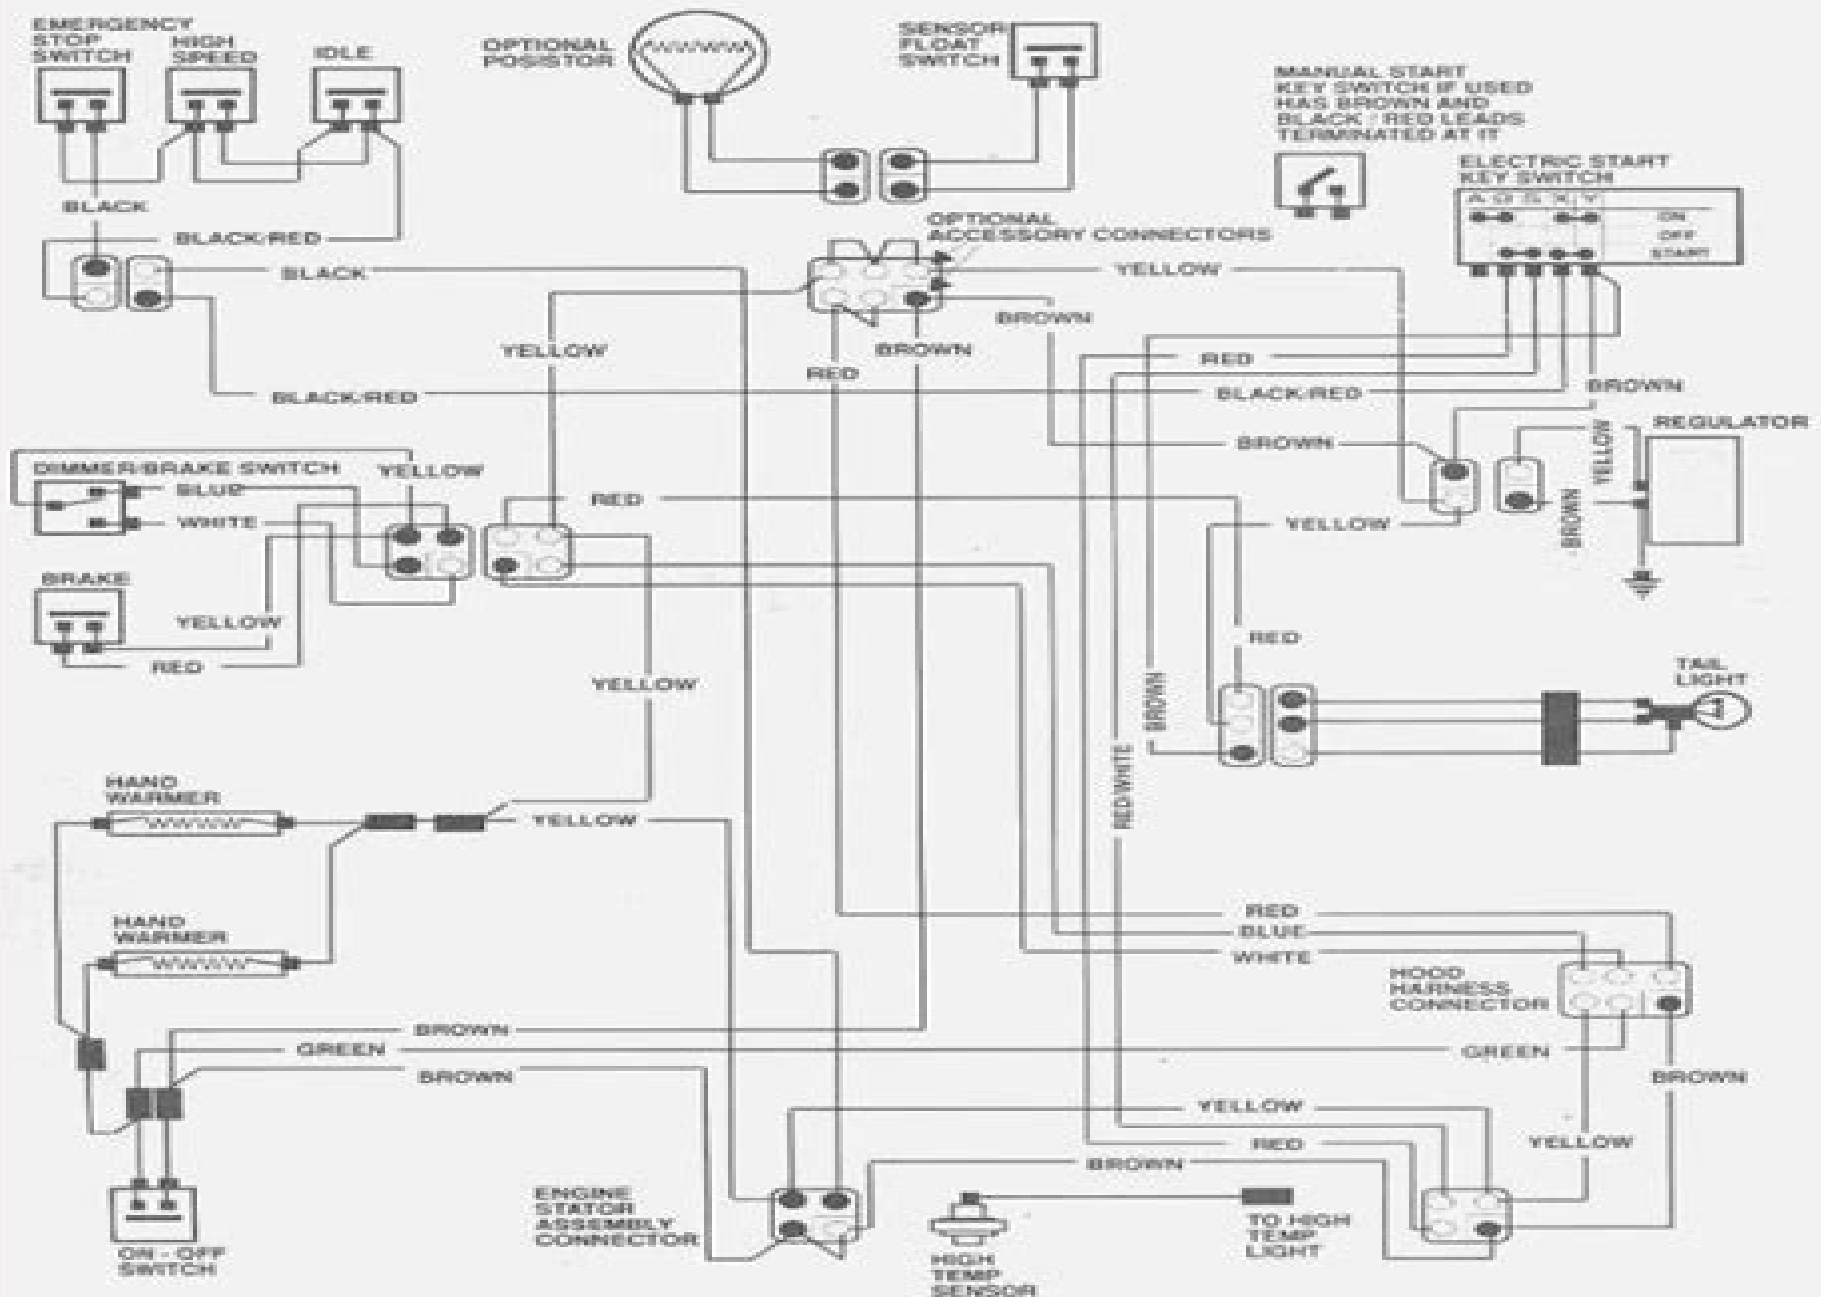 EMERGENCY
STOP
SWITCH
HIGH
SPEED
IDLE
OPTIONAL
POSISTOR
SENSOR
FLOAT
SWITCH
MANUAL START
KEY SWITCH IF USED
HAS BROWN AND
BLACK / RED LEADS
TERMINATED AT IT
ELECTRIC START
KEY SWITCH
A O S X Y
ON
OFF
START
BLACK
BLACK/RED
BLACK
OPTIONAL
ACCESSORY CONNECTORS
YELLOW
BROWN
YELLOW
RED
BROWN
RED
BLACK/RED
BLACK/RED
BROWN
BROWN
REGULATOR
YELLOW
BROWN
DIMMER/BRAKE SWITCH
YELLOW
BLUE
WHITE
RED
YELLOW
BRAKE
YELLOW
RED
YELLOW
RED
BROWN
RED/WHITE
TAIL
LIGHT
HAND
WARMER
YELLOW
HAND
WARMER
RED
BLUE
WHITE
HOOD
HARNESS
CONNECTOR
BROWN
GREEN
BROWN
GREEN
BROWN
YELLOW
RED
BROWN
YELLOW
ENGINE
STATOR
ASSEMBLY
CONNECTOR
HIGH
TEMP
SENSOR
TO HIGH
TEMP
LIGHT
ON - OFF
SWITCH